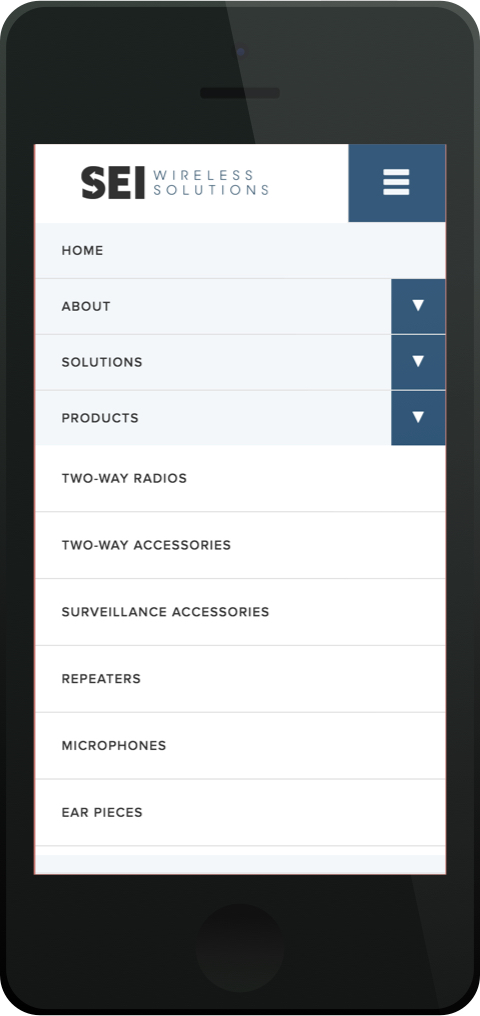 SEI WIRELESS
SOLUTIONS
HOME
ABOUT
SOLUTIONS
PRODUCTS
TWO-WAY RADIOS
TWO-WAY ACCESSORIES
SURVEILLANCE ACCESSORIES
REPEATERS
MICROPHONES
EAR PIECES